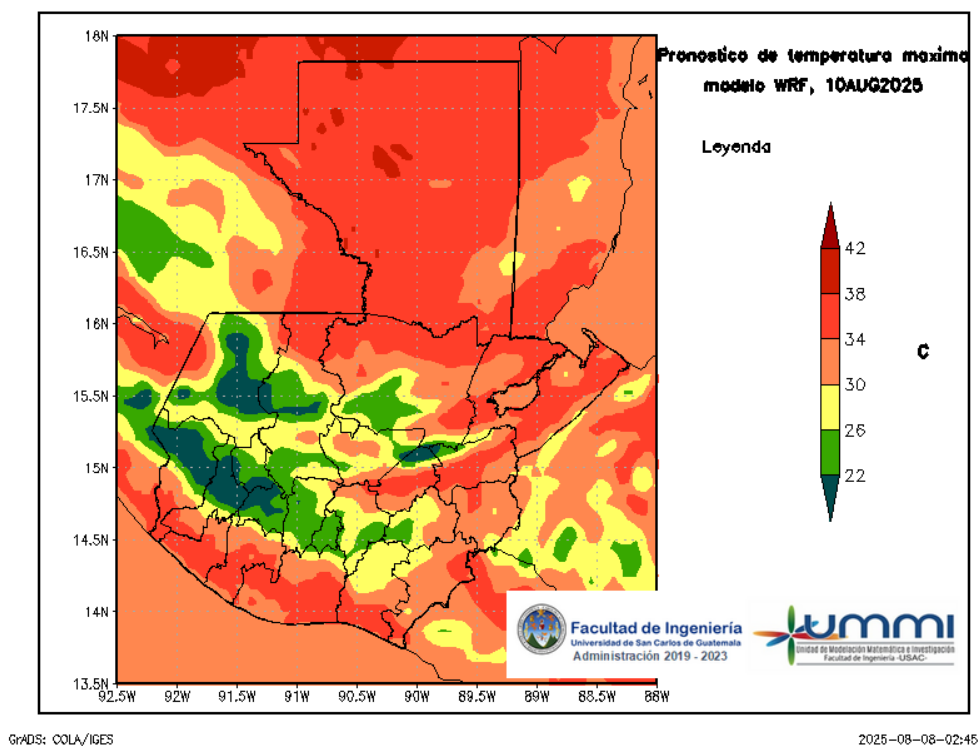 Pronostico de temperatura maxima
modelo WRF, 10AUG2025
Leyenda
42
38
34
30
26
22
C
18N
17.5N
17N
16.5N
16N
15.5N
15N
14.5N
14N
13.5N
92.5W 92W 91.5W 91W 90.5W 90W 89.5W 89W 88.5W 88W
Facultad de Ingeniería
Universidad de San Carlos de Guatemala
Administración 2019 - 2023
ummi
Unidad de Modelación Matemática e Investigación
Facultad de Ingeniería -USAC-
GrADS: COLA/IGES
2025-08-08-02:45